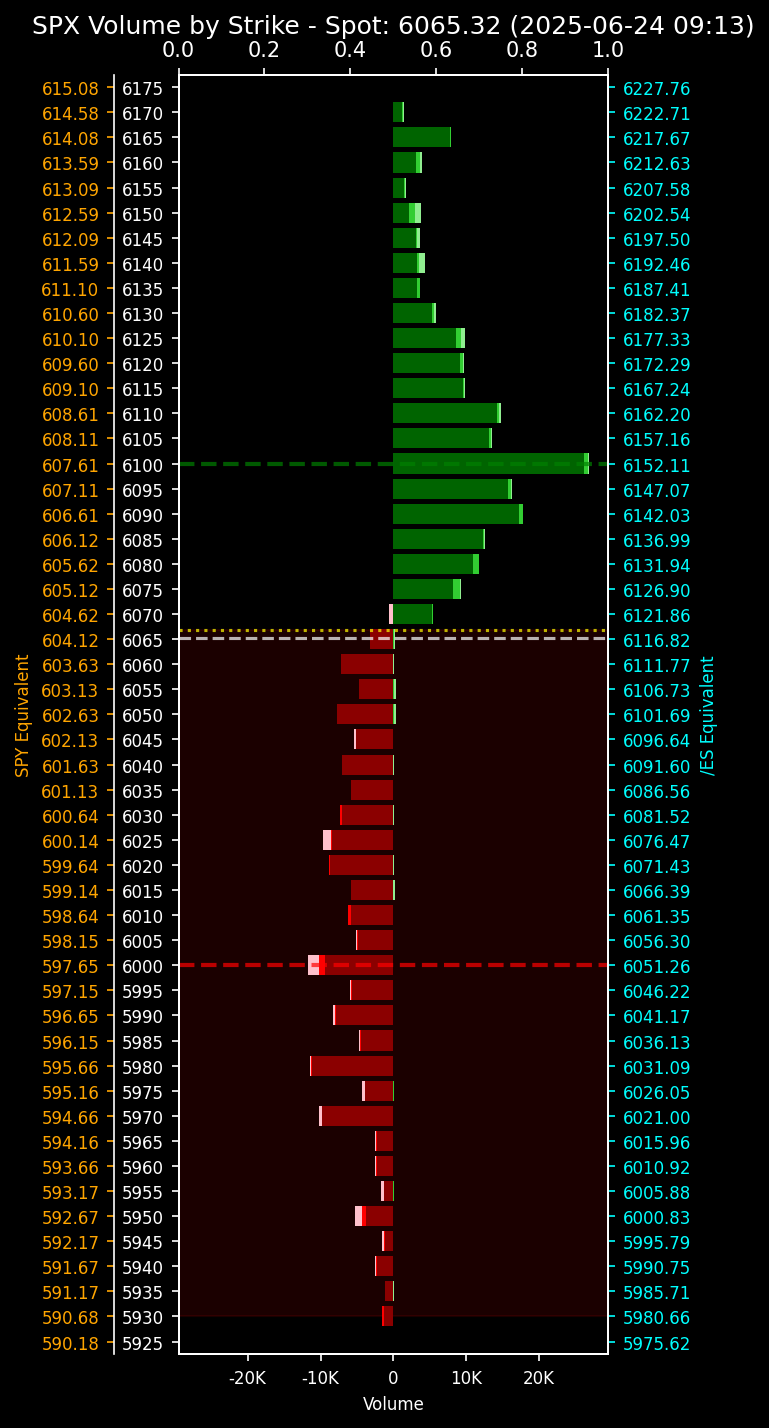 SPX Volume by Strike - Spot: 6065.32 (2025-06-24 09:13)
0.0 0.2 0.4 0.6 0.8 1.0
615.08 6175 6227.76
614.58 6170 6222.71
614.08 6165 6217.67
613.59 6160 6212.63
613.09 6155 6207.58
612.59 6150 6202.54
612.09 6145 6197.50
611.59 6140 6192.46
611.10 6135 6187.41
610.60 6130 6182.37
610.10 6125 6177.33
609.60 6120 6172.29
609.10 6115 6167.24
608.61 6110 6162.20
608.11 6105 6157.16
607.61 6100 6152.11
607.11 6095 6147.07
606.61 6090 6142.03
606.12 6085 6136.99
605.62 6080 6131.94
605.12 6075 6126.90
604.62 6070 6121.86
604.12 6065 6116.82
603.63 6060 6111.77
603.13 6055 6106.73
602.63 6050 6101.69
602.13 6045 6096.64
601.63 6040 6091.60
601.13 6035 6086.56
600.64 6030 6081.52
600.14 6025 6076.47
599.64 6020 6071.43
599.14 6015 6066.39
598.64 6010 6061.35
598.15 6005 6056.30
597.65 6000 6051.26
597.15 5995 6046.22
596.65 5990 6041.17
596.15 5985 6036.13
595.66 5980 6031.09
595.16 5975 6026.05
594.66 5970 6021.00
594.16 5965 6015.96
593.66 5960 6010.92
593.17 5955 6005.88
592.67 5950 6000.83
592.17 5945 5995.79
591.67 5940 5990.75
591.17 5935 5985.71
590.68 5930 5980.66
590.18 5925 5975.62
SPY Equivalent
/ES Equivalent
-20K -10K 0 10K 20K
Volume